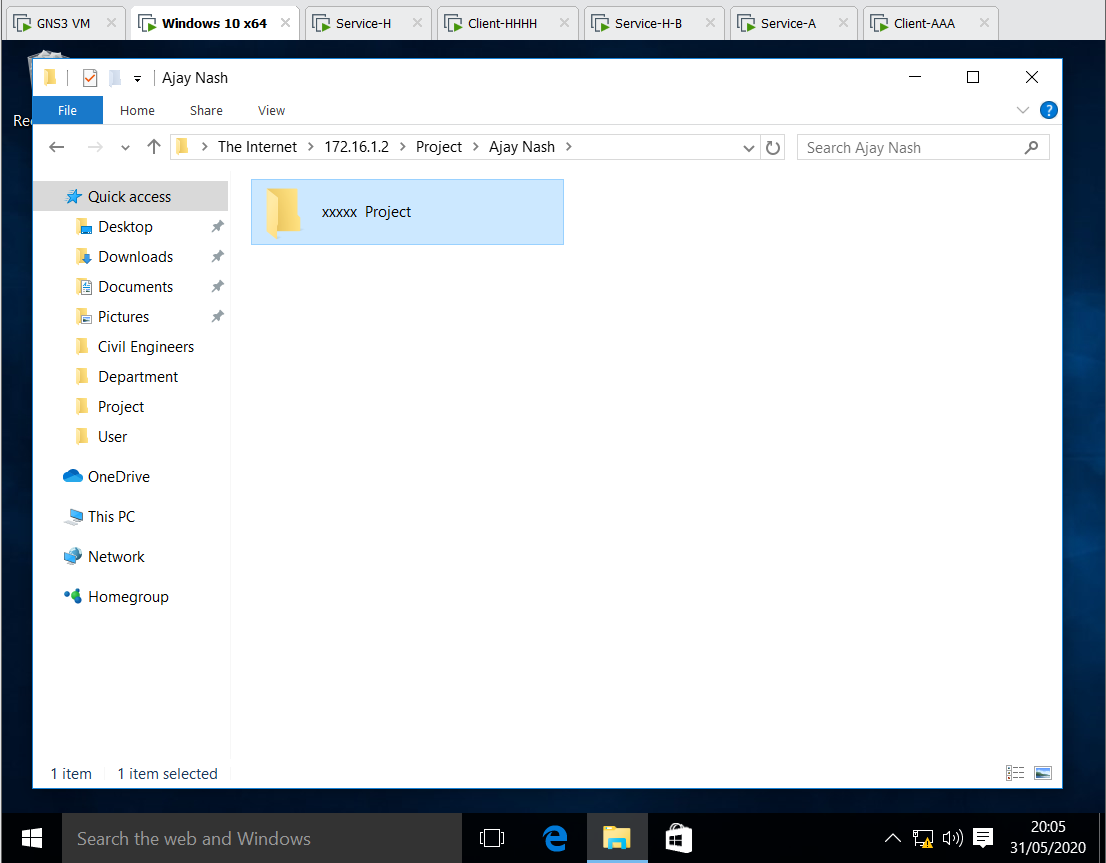 GNS3 VM
Windows 10 x64
Service-H
Client-HHHH
Service-H-B
Service-A
Client-AAA
Ajay Nash
File
Home
Share
View
The Internet > 172.16.1.2 > Project > Ajay Nash >
Search Ajay Nash
Quick access
Desktop
Downloads
Documents
Pictures
Civil Engineers
Department
Project
User
OneDrive
This PC
Network
Homegroup
xxxxx Project
1 item
1 item selected
Search the web and Windows
20:05
31/05/2020